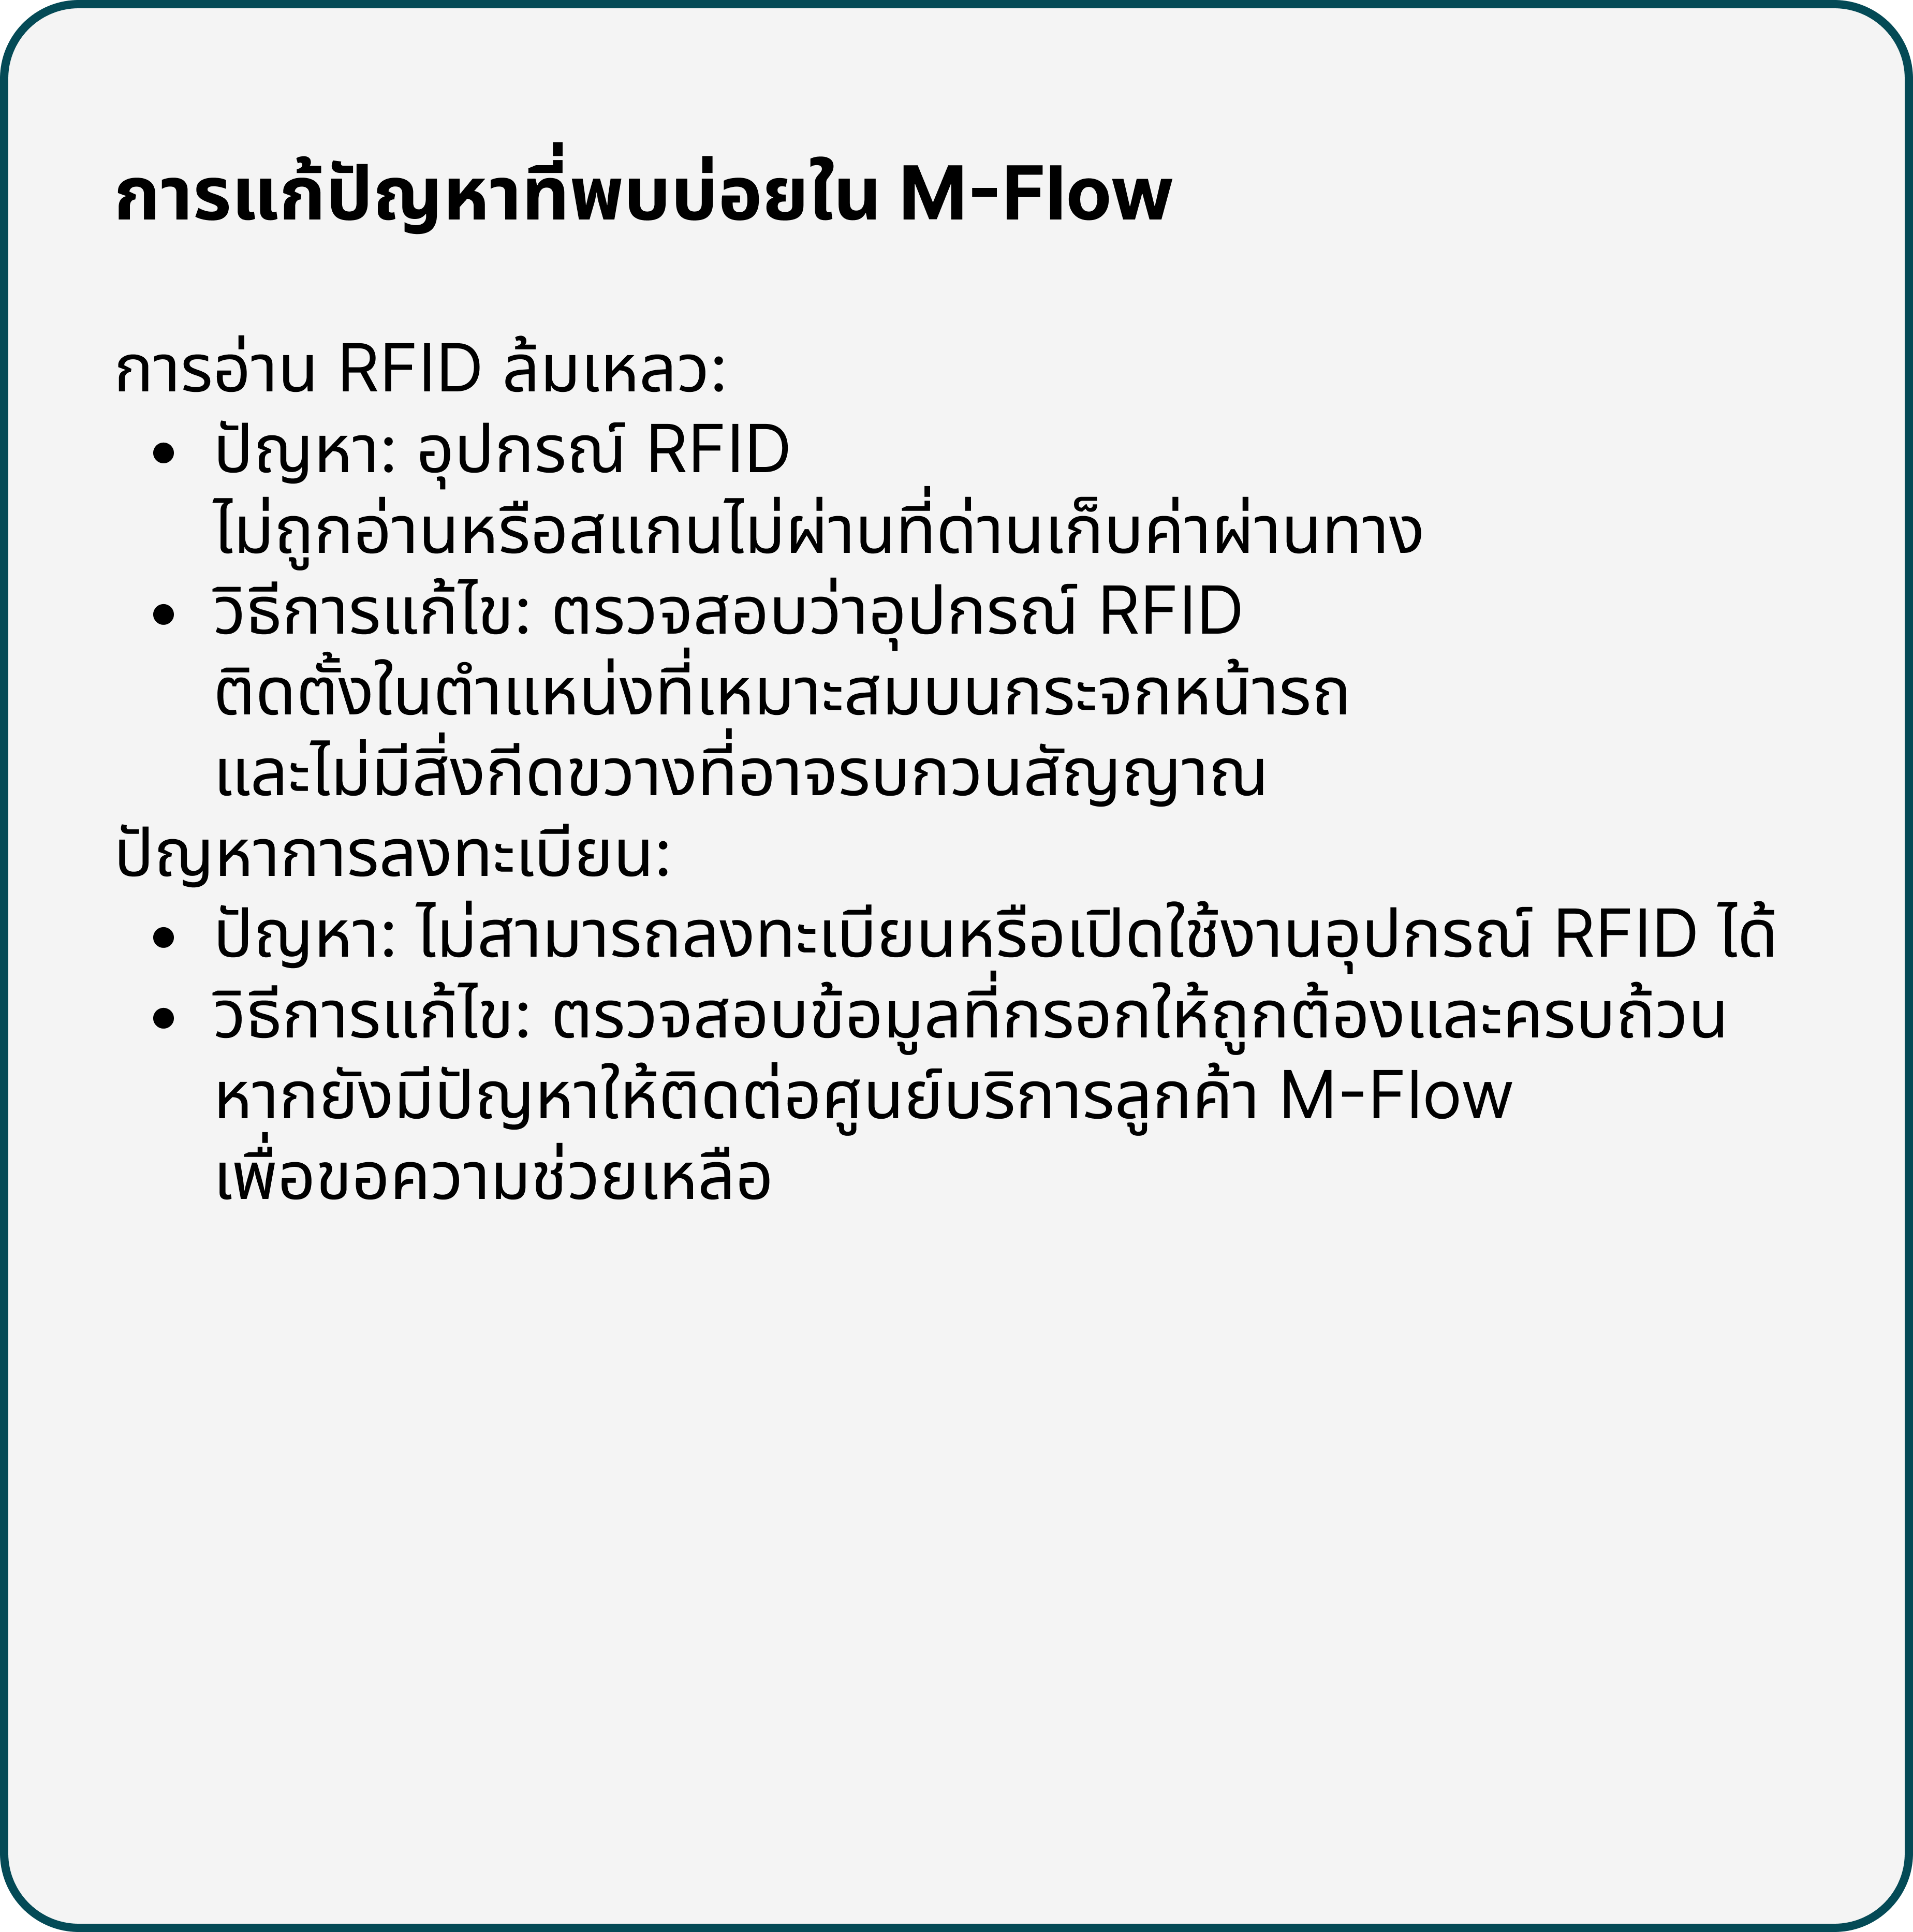 การแก้ปัญหาที่พบบ่อยใน M-Flow
การอ่าน RFID ล้มเหลว:
• ปัญหา: อุปกรณ์ RFID
ไม่ถูกอ่านหรือสแกนไม่ผ่านที่ด่านเก็บค่าผ่านทาง
• วิธีการแก้ไข: ตรวจสอบว่าอุปกรณ์ RFID
ติดตั้งในตำแหน่งที่เหมาะสมบนกระจกหน้ารถ
และไม่มีสิ่งกีดขวางที่อาจรบกวนสัญญาณ
ปัญหาการลงทะเบียน:
• ปัญหา: ไม่สามารถลงทะเบียนหรือเปิดใช้งานอุปกรณ์ RFID ได้
• วิธีการแก้ไข: ตรวจสอบข้อมูลที่กรอกให้ถูกต้องและครบถ้วน
หากยังมีปัญหาให้ติดต่อศูนย์บริการลูกค้า M-Flow
เพื่อขอความช่วยเหลือ